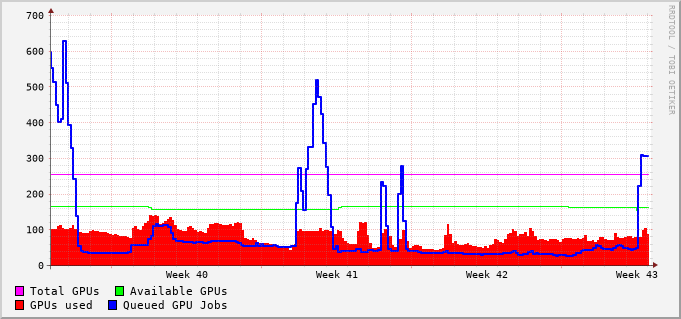 700
600
500
400
300
200
100
0
Week 40 Week 41 Week 42 Week 43
Total GPUs Available GPUs
GPUs used Queued GPU Jobs
RRDTOOL / TOBI OETIKER